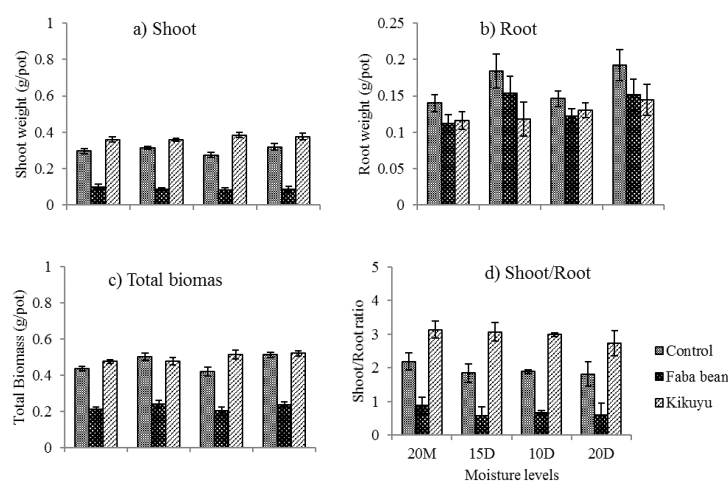 a) Shoot
Shoot weight (g/pot)
1
0.8
0.6
0.4
0.2
0
b) Root
Root weight (g/pot)
0.25
0.2
0.15
0.1
0.05
0
c) Total biomas
Total Biomass (g/pot)
1
0.8
0.6
0.4
0.2
0
d) Shoot/Root
Shoot/Root ratio
5
4
3
2
1
0
20M 15D 10D 20D
Moisture levels
Control
Faba bean
Kikuyu